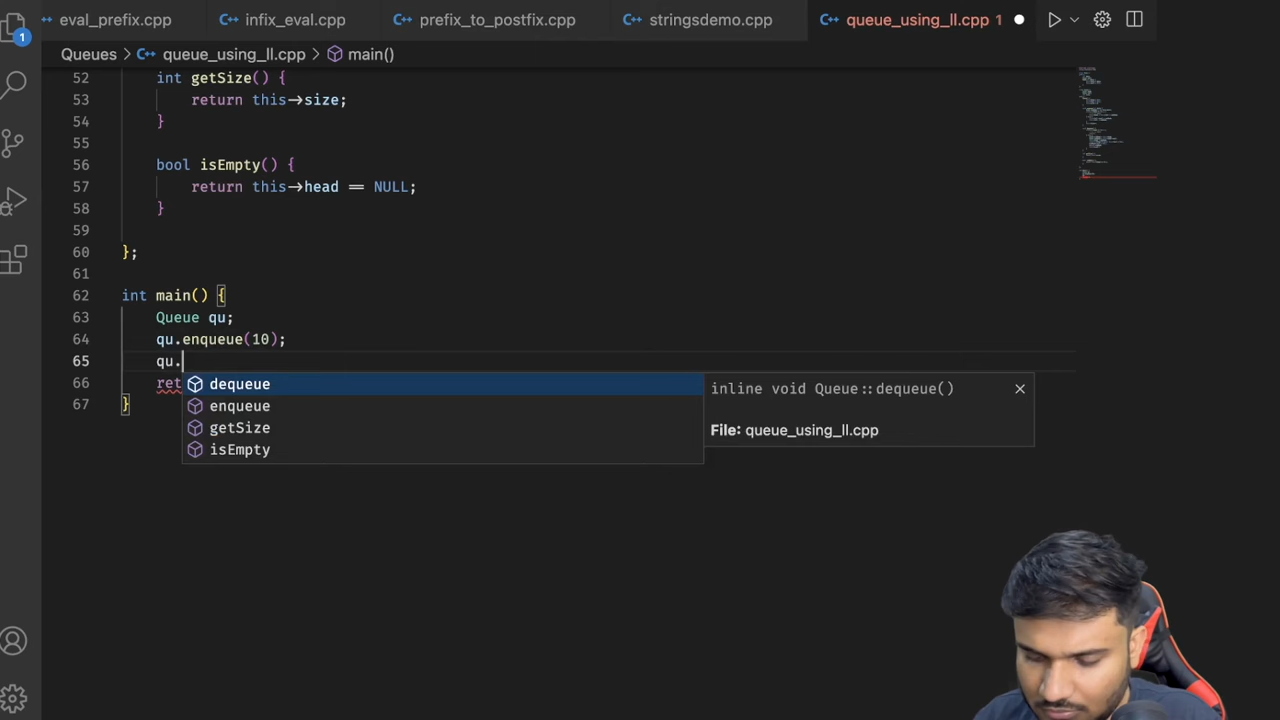 eval_prefix.cpp infix_eval.cpp prefix_to_postfix.cpp stringsdemo.cpp queue_using_ll.cpp 1
1
Queues > queue_using_ll.cpp > main()
52 int getSize() {
53 return this→size;
54 }
55
56 bool isEmpty() {
57 return this→head == NULL;
58 }
59
60 };
61
62 int main() {
63 Queue qu;
64 qu.enqueue(10);
65 qu.
66 ret
67 }
dequeue
enqueue
getSize
isEmpty
inline void Queue::dequeue()
File: queue_using_ll.cpp